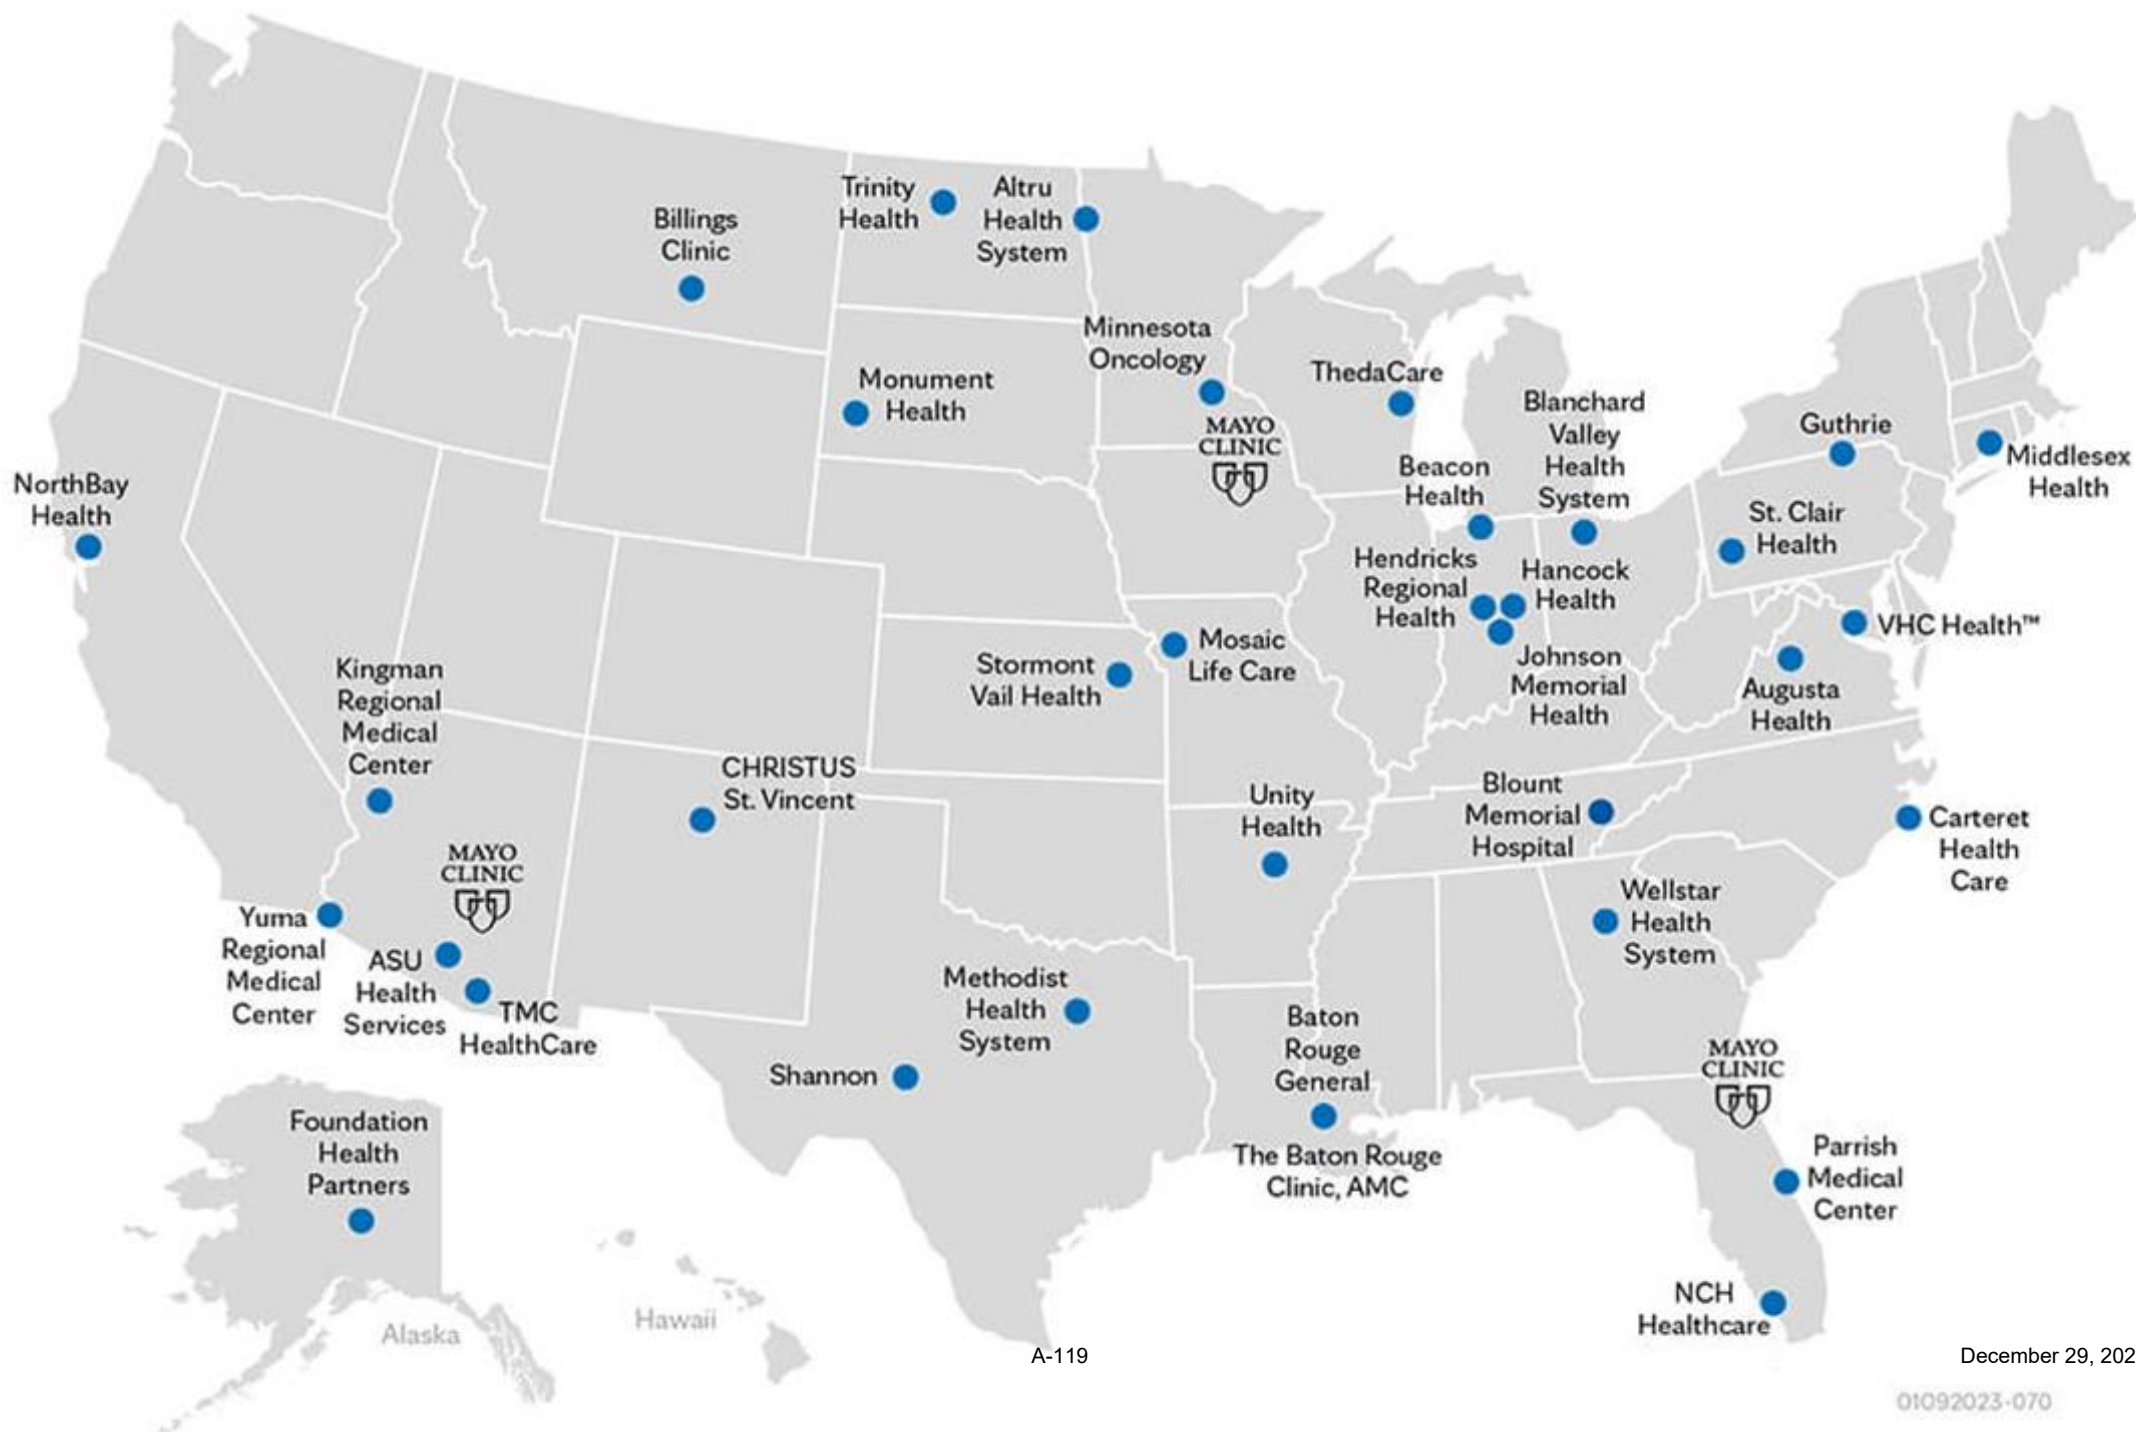 Trinity
Health
Altru
Health
System
Billings
Clinic
Minnesota
Oncology
Monument
Health
ThedaCare
Blanchard
Valley
Health
System
MAYO
CLINIC
Guthrie
Middlesex
Health
Beacon
Health
NorthBay
Health
St. Clair
Health
Hendricks
Regional
Health
Hancock
Health
VHC Health™
Mosaic
Life Care
Stormont
Vail Health
Johnson
Memorial
Health
Augusta
Health
Kingman
Regional
Medical
Center
CHRISTUS
St. Vincent
Unity
Health
Blount
Memorial
Hospital
Carteret
Health
Care
MAYO
CLINIC
Wellstar
Health
System
Yuma
Regional
Medical
Center
ASU
Health
Services
TMC
HealthCare
Methodist
Health
System
Shannon
Baton
Rouge
General
The Baton Rouge
Clinic, AMC
MAYO
CLINIC
Foundation
Health
Partners
Parrish
Medical
Center
NCH
Healthcare
Alaska
Hawaii
A-119
December 29, 202
01092023-070